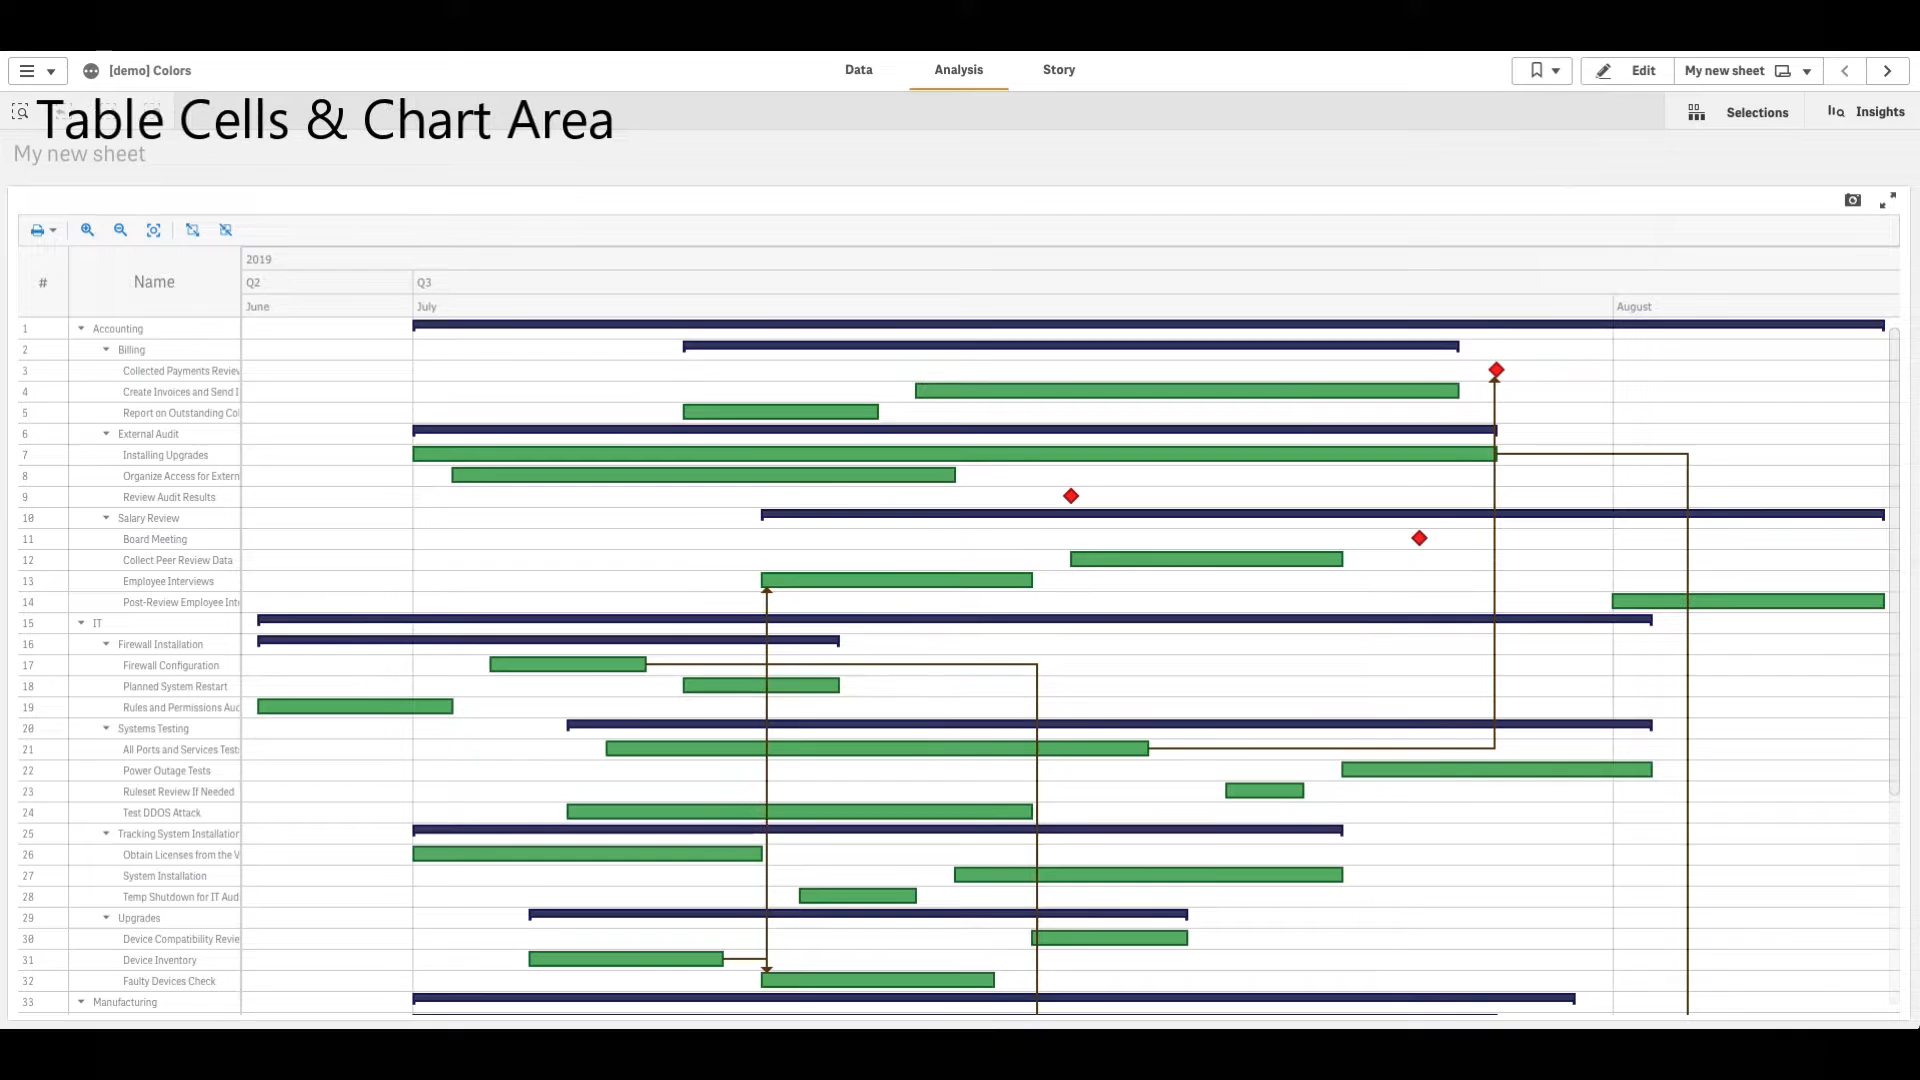 [demo] Colors
Data
Analysis
Story
Edit
My new sheet
Table Cells & Chart Area
Selections
Insights
My new sheet
#
Name
2019
Q2
Q3
June
July
August
1 Accounting
2 Billing
3 Collected Payments Review
4 Create Invoices and Send I
5 Report on Outstanding Col
6 External Audit
7 Installing Upgrades
8 Organize Access for Extern
9 Review Audit Results
10 Salary Review
11 Board Meeting
12 Collect Peer Review Data
13 Employee Interviews
14 Post-Review Employee Inte
15 IT
16 Firewall Installation
17 Firewall Configuration
18 Planned System Restart
19 Rules and Permissions Aud
20 Systems Testing
21 All Ports and Services Tests
22 Power Outage Tests
23 Ruleset Review If Needed
24 Test DDOS Attack
25 Tracking System Installation
26 Obtain Licenses from the V
27 System Installation
28 Temp Shutdown for IT Aud
29 Upgrades
30 Device Compatibility Revie
31 Device Inventory
32 Faulty Devices Check
33 Manufacturing